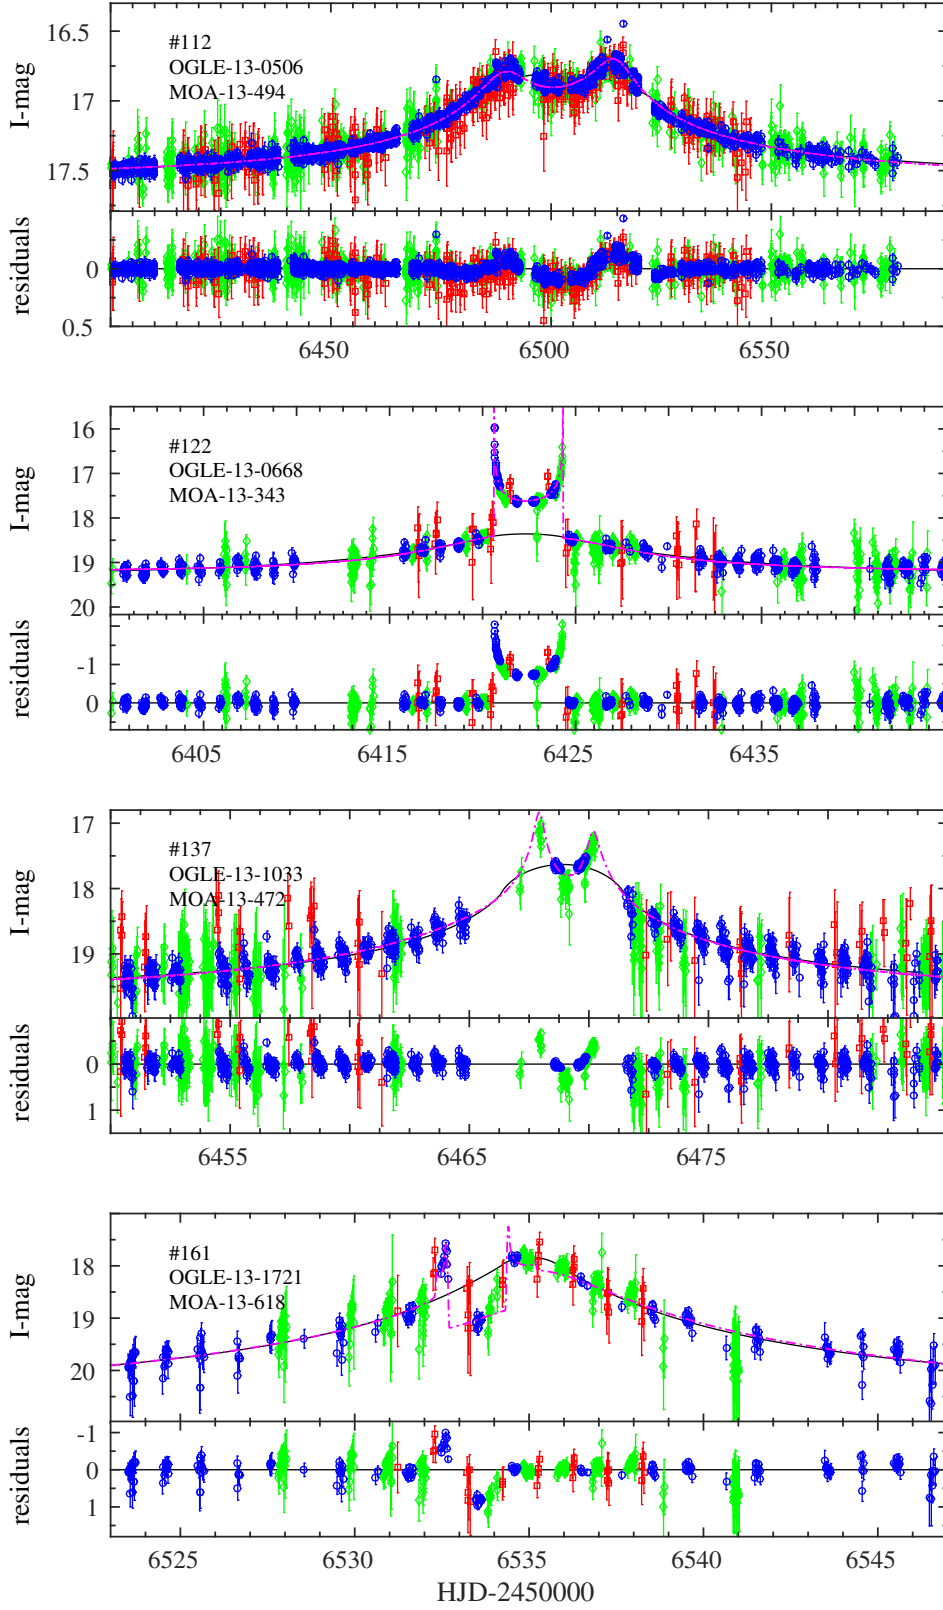 16.5
#112
OGLE-13-0506
MOA-13-494
17
I-mag
17.5
residuals
0
0.5
6450 6500 6550
16
#122
OGLE-13-0668
MOA-13-343
17
I-mag
18
19
20
residuals
-1
0
6405 6415 6425 6435
17
#137
OGLE-13-1033
MOA-13-472
18
I-mag
19
residuals
0
1
6455 6465 6475
18
#161
OGLE-13-1721
MOA-13-618
I-mag
19
20
residuals
-1
0
1
6525 6530 6535 6540 6545
HJD-2450000